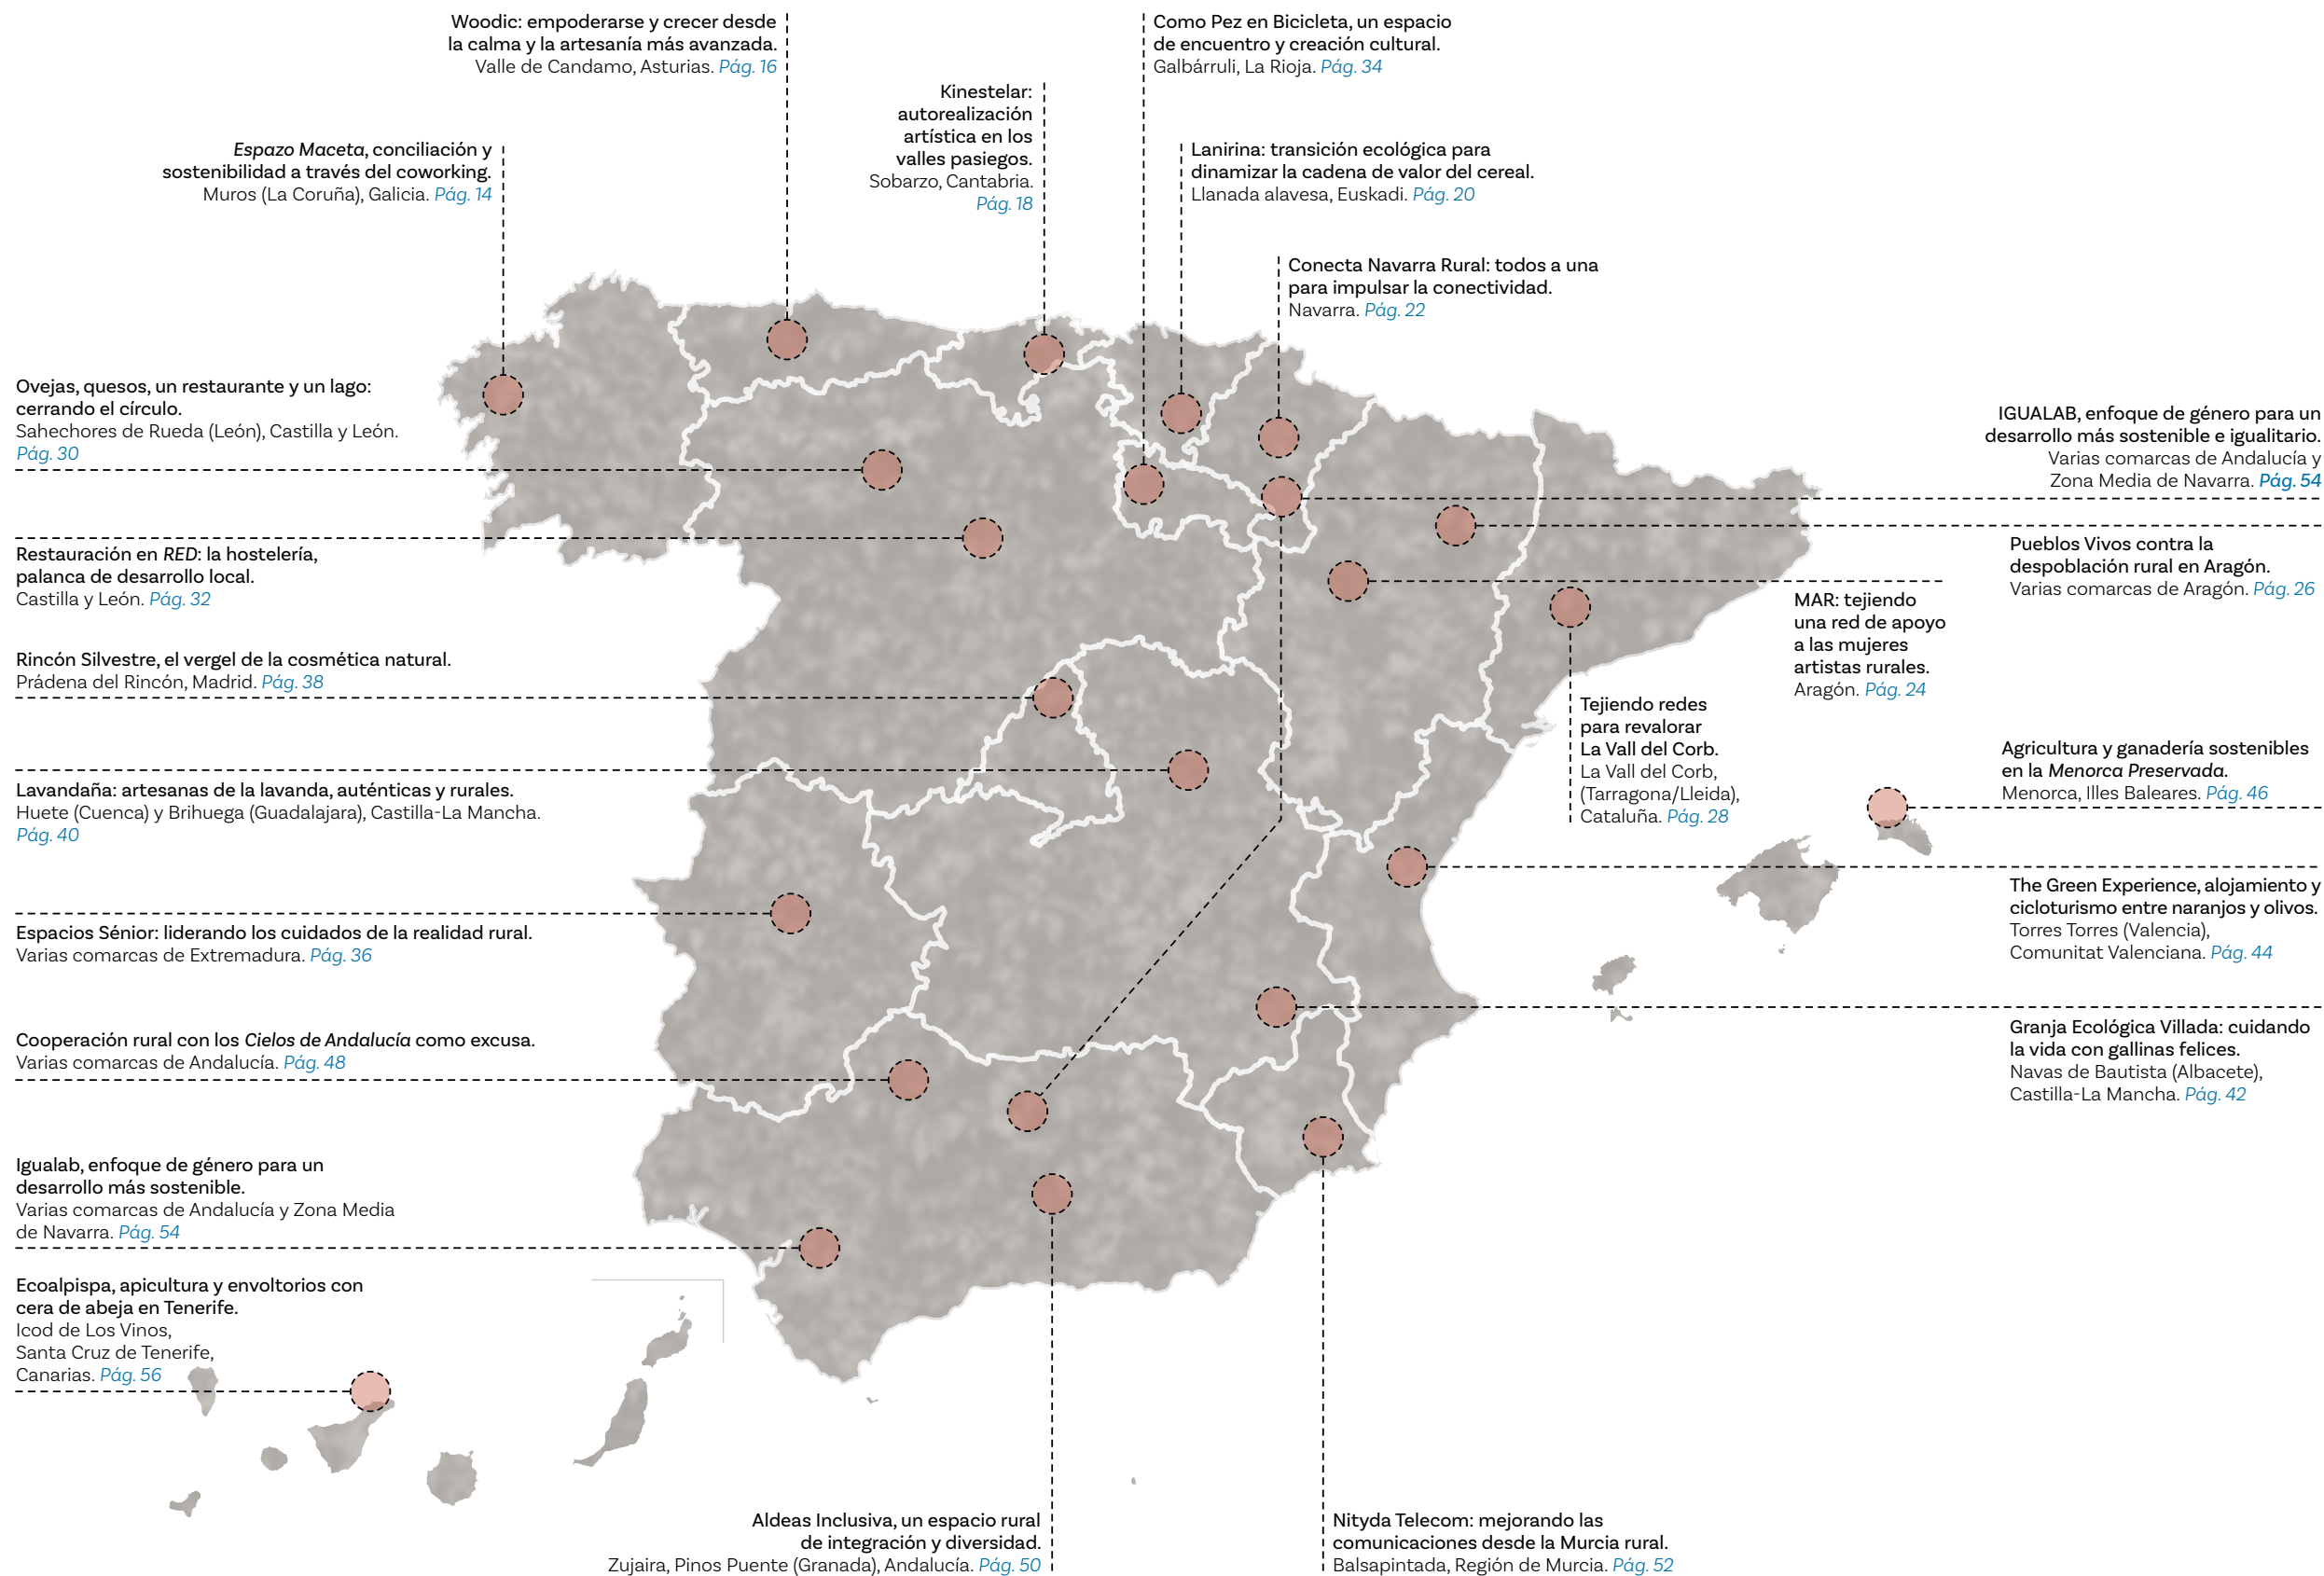 Woodic: empoderarse y crecer desde
la calma y la artesanía más avanzada.
Valle de Candamo, Asturias. Pág. 16
Como Pez en Bicicleta, un espacio
de encuentro y creación cultural.
Galbárruli, La Rioja. Pág. 34
Kinestelar:
autorealización
artística en los
valles pasiegos.
Sobarzo, Cantabria.
Pág. 18
Espazo Maceta, conciliación y
sostenibilidad a través del coworking.
Muros (La Coruña), Galicia. Pág. 14
Lanirina: transición ecológica para
dinamizar la cadena de valor del cereal.
Llanada alavesa, Euskadi. Pág. 20
Conecta Navarra Rural: todos a una
para impulsar la conectividad.
Navarra. Pág. 22
Ovejas, quesos, un restaurante y un lago:
cerrando el círculo.
Sahechores de Rueda (León), Castilla y León.
Pág. 30
IGUALAB, enfoque de género para un
desarrollo más sostenible e igualitario.
Varias comarcas de Andalucía y
Zona Media de Navarra. Pág. 54
Restauración en RED: la hostelería,
palanca de desarrollo local.
Castilla y León. Pág. 32
Pueblos Vivos contra la
despoblación rural en Aragón.
Varias comarcas de Aragón. Pág. 26
MAR: tejiendo
una red de apoyo
a las mujeres
artistas rurales.
Aragón. Pág. 24
Rincón Silvestre, el vergel de la cosmética natural.
Prádena del Rincón, Madrid. Pág. 38
Tejiendo redes
para revalorar
La Vall del Corb.
La Vall del Corb,
(Tarragona/Lleida),
Cataluña. Pág. 28
Agricultura y ganadería sostenibles
en la Menorca Preservada.
Menorca, Illes Baleares. Pág. 46
Lavandaña: artesanas de la lavanda, auténticas y rurales.
Huete (Cuenca) y Brihuega (Guadalajara), Castilla-La Mancha.
Pág. 40
The Green Experience, alojamiento y
cicloturismo entre naranjos y olivos.
Torres Torres (Valencia),
Comunitat Valenciana. Pág. 44
Espacios Sénior: liderando los cuidados de la realidad rural.
Varias comarcas de Extremadura. Pág. 36
Granja Ecológica Villada: cuidando
la vida con gallinas felices.
Navas de Bautista (Albacete),
Castilla-La Mancha. Pág. 42
Cooperación rural con los Cielos de Andalucía como excusa.
Varias comarcas de Andalucía. Pág. 48
Igualab, enfoque de género para un
desarrollo más sostenible.
Varias comarcas de Andalucía y Zona Media
de Navarra. Pág. 54
Ecoalpispa, apicultura y envoltorios con
cera de abeja en Tenerife.
Icod de Los Vinos,
Santa Cruz de Tenerife,
Canarias. Pág. 56
Aldeas Inclusiva, un espacio rural
de integración y diversidad.
Zujaira, Pinos Puente (Granada), Andalucía. Pág. 50
Nityda Telecom: mejorando las
comunicaciones desde la Murcia rural.
Balsapintada, Región de Murcia. Pág. 52